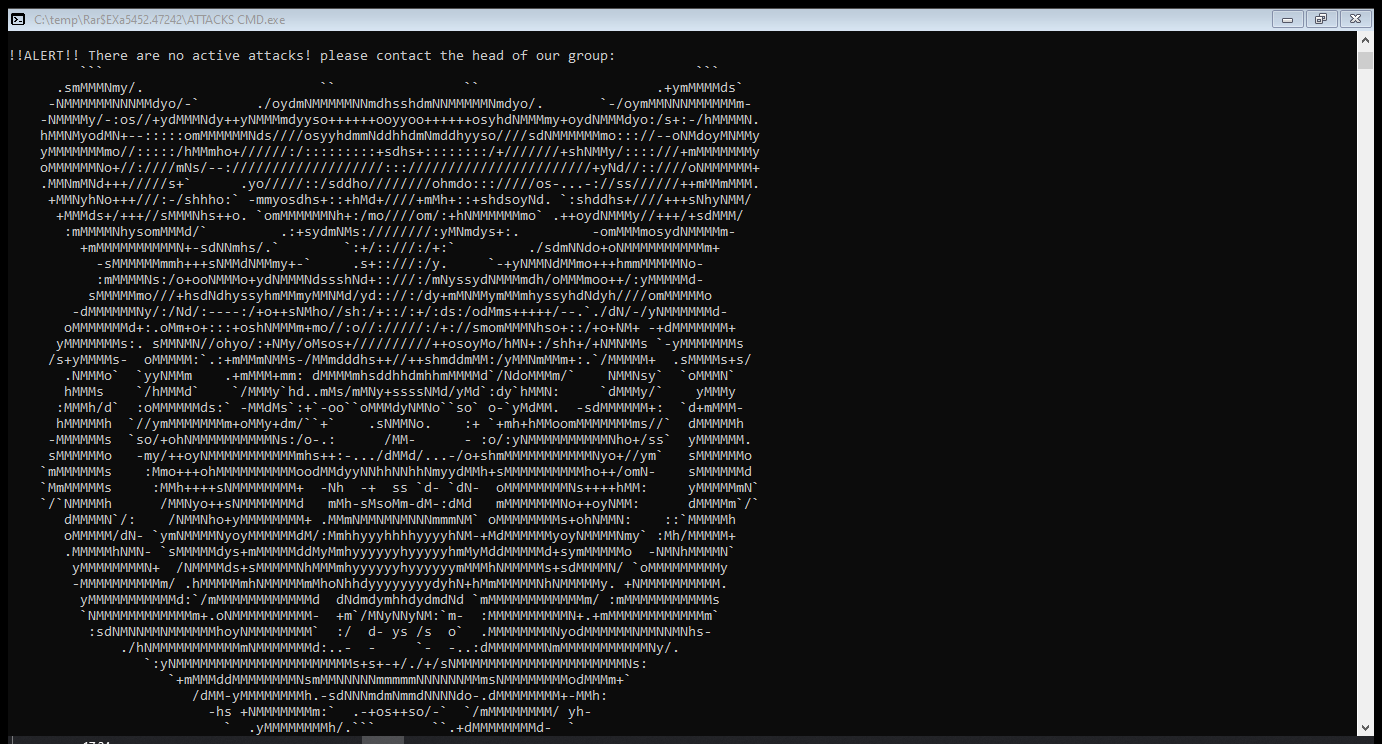 C:\temp\Rar$EXa5452.47242\ATTACKS CMD.exe
!!ALERT!! There are no active attacks! please contact the head of our group: